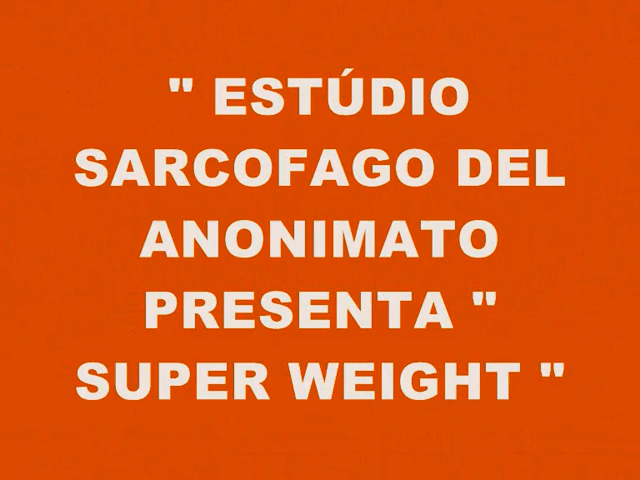 " ESTÚDIO
SARCOFAGO DEL
ANONIMATO
PRESENTA "
SUPER WEIGHT "